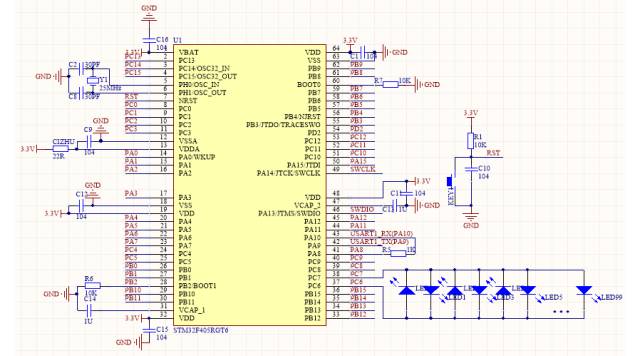 GND
C16
104
3.3V
U1
STM32F405RGT6
1 VBAT
2 PC13
3 PC14/OSC32_IN
4 PC15/OSC32_OUT
5 PH0/OSC_IN
6 PH1/OSC_OUT
7 NRST
8 PC0
9 PC1
10 PC2
11 PC3
12 VSSA
13 VDDA
14 PA0/WKUP
15 PA1
16 PA2
17 PA3
18 VSS
19 VDD
20 PA4
21 PA5
22 PA6
23 PA7
24 PC4
25 PC5
26 PB0
27 PB1
28 PB2/BOOT1
29 PB10
30 PB11
31 VCAP_1
32 VDD
VDD 64
VSS 63
PB9 62
PB8 61
BOOT0 60
PB7 59
PB6 58
PB5 57
PB4/NJRST 56
PB3/JTDO/TRACESWO 55
PD2 54
PC12 53
PC11 52
PC10 51
PA15/JTDI 50
PA14/JTCK/SWCLK 49
VDD 48
VCAP_2 47
PA13/JTMS/SWDIO 46
PA12 45
PA11 44
PA10 43
PA9 42
PA8 41
PC9 40
PC8 39
PC7 38
PC6 37
PB15 36
PB14 35
PB13 34
PB12 33
PC13
PC14
PC15
C2 30PF
GND
Y1
25MHz
30PF
RST
PC0
PC1
PC2
PC3
GND
C9
104
CIZHU
3.3V
22R
PA0
PA1
PA2
PA3
GND
104
3.3V
PA4
PA5
PA6
PA7
PC4
PC5
PB0
PB1
PB2
PB10
PB11
R6
10K
GND
C14
1U
3.3V
C15
104
GND
3.3V
104
GND
PB9
PB8
R7 10K
GND
PB7
PB6
PB5
PB4
PB3
PD2
PC12
PC11
PC10
PA15
SWCLK
3.3V
104
GND
1U
SWDIO
PA12
PA11
USART1_RX(PA10)
USART1_TX(PA9)
PA8
R5 1K
PC9
PC8
PC7
PC6
PB15
PB14
PB13
PB12
3.3V
R1
10K
RST
C10
104
KEY1
GND
LED1
LED3
LED5
LED99